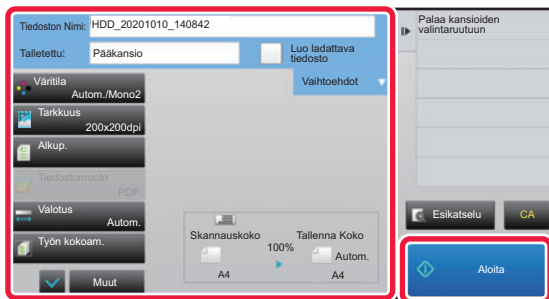 Tiedoston Nimi: HDD_20201010_140842
Talletettu: Pääkansio
Luo ladattava
tiedosto
Väritila
Autom./Mono2
Vaihtoehdot
Tarkkuus
200x200dpi
Alkup.
Tiedostomuoto
PDF
Valotus
Autom.
Työn kokoam.
Muut
Skannauskoko
100%
Tallenna Koko
Autom.
A4
A4
Palaa kansioiden
valintaruutuun
Esikatselu
CA
Aloita